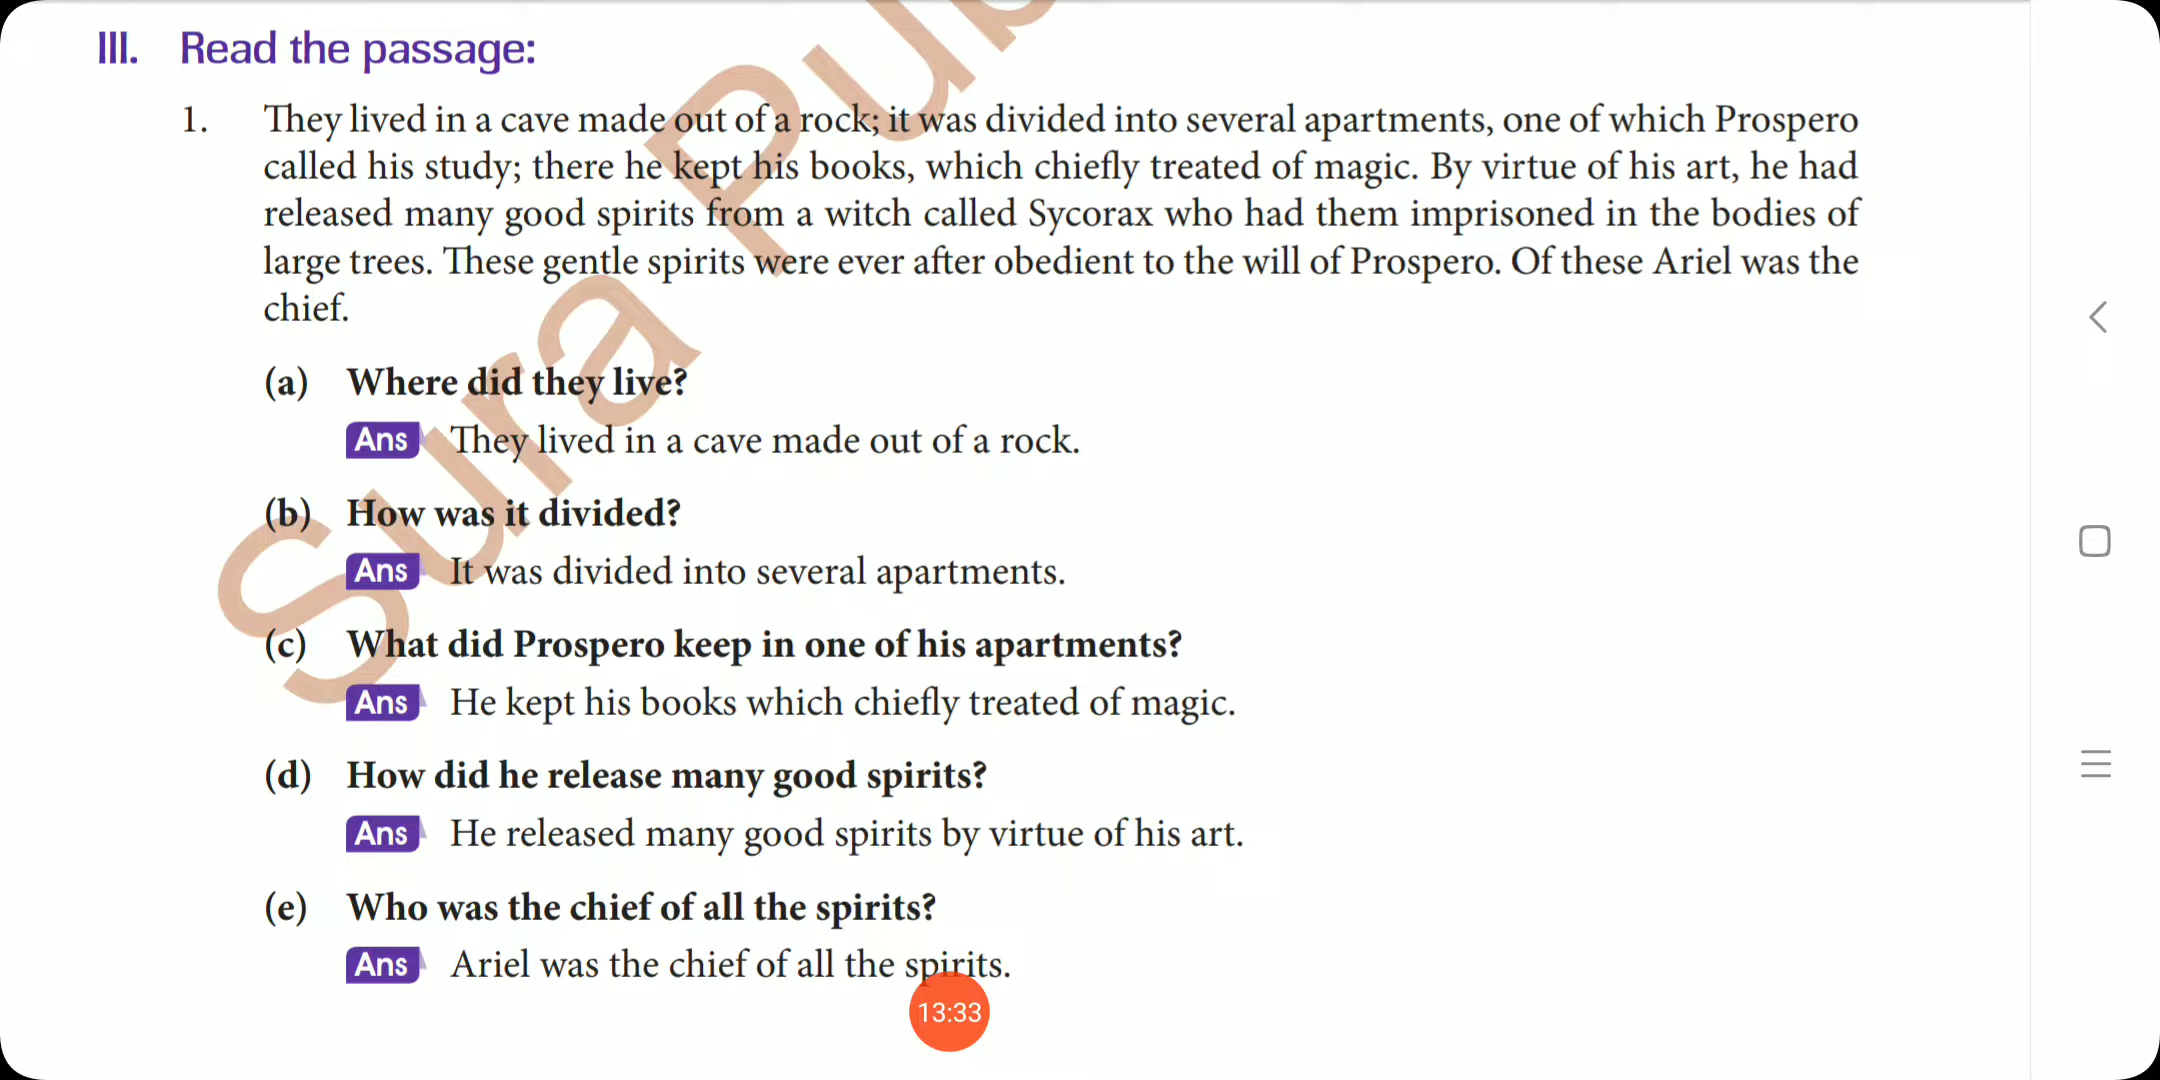 III. Read the passage:
1. They lived in a cave made out of a rock; it was divided into several apartments, one of which Prospero
called his study; there he kept his books, which chiefly treated of magic. By virtue of his art, he had
released many good spirits from a witch called Sycorax who had them imprisoned in the bodies of
large trees. These gentle spirits were ever after obedient to the will of Prospero. Of these Ariel was the
chief.
(a) Where did they live?
Ans They lived in a cave made out of a rock.
(b) How was it divided?
Ans It was divided into several apartments.
(c) What did Prospero keep in one of his apartments?
Ans He kept his books which chiefly treated of magic.
(d) How did he release many good spirits?
Ans He released many good spirits by virtue of his art.
(e) Who was the chief of all the spirits?
Ans Ariel was the chief of all the spirits.
13:33
Sura Pub